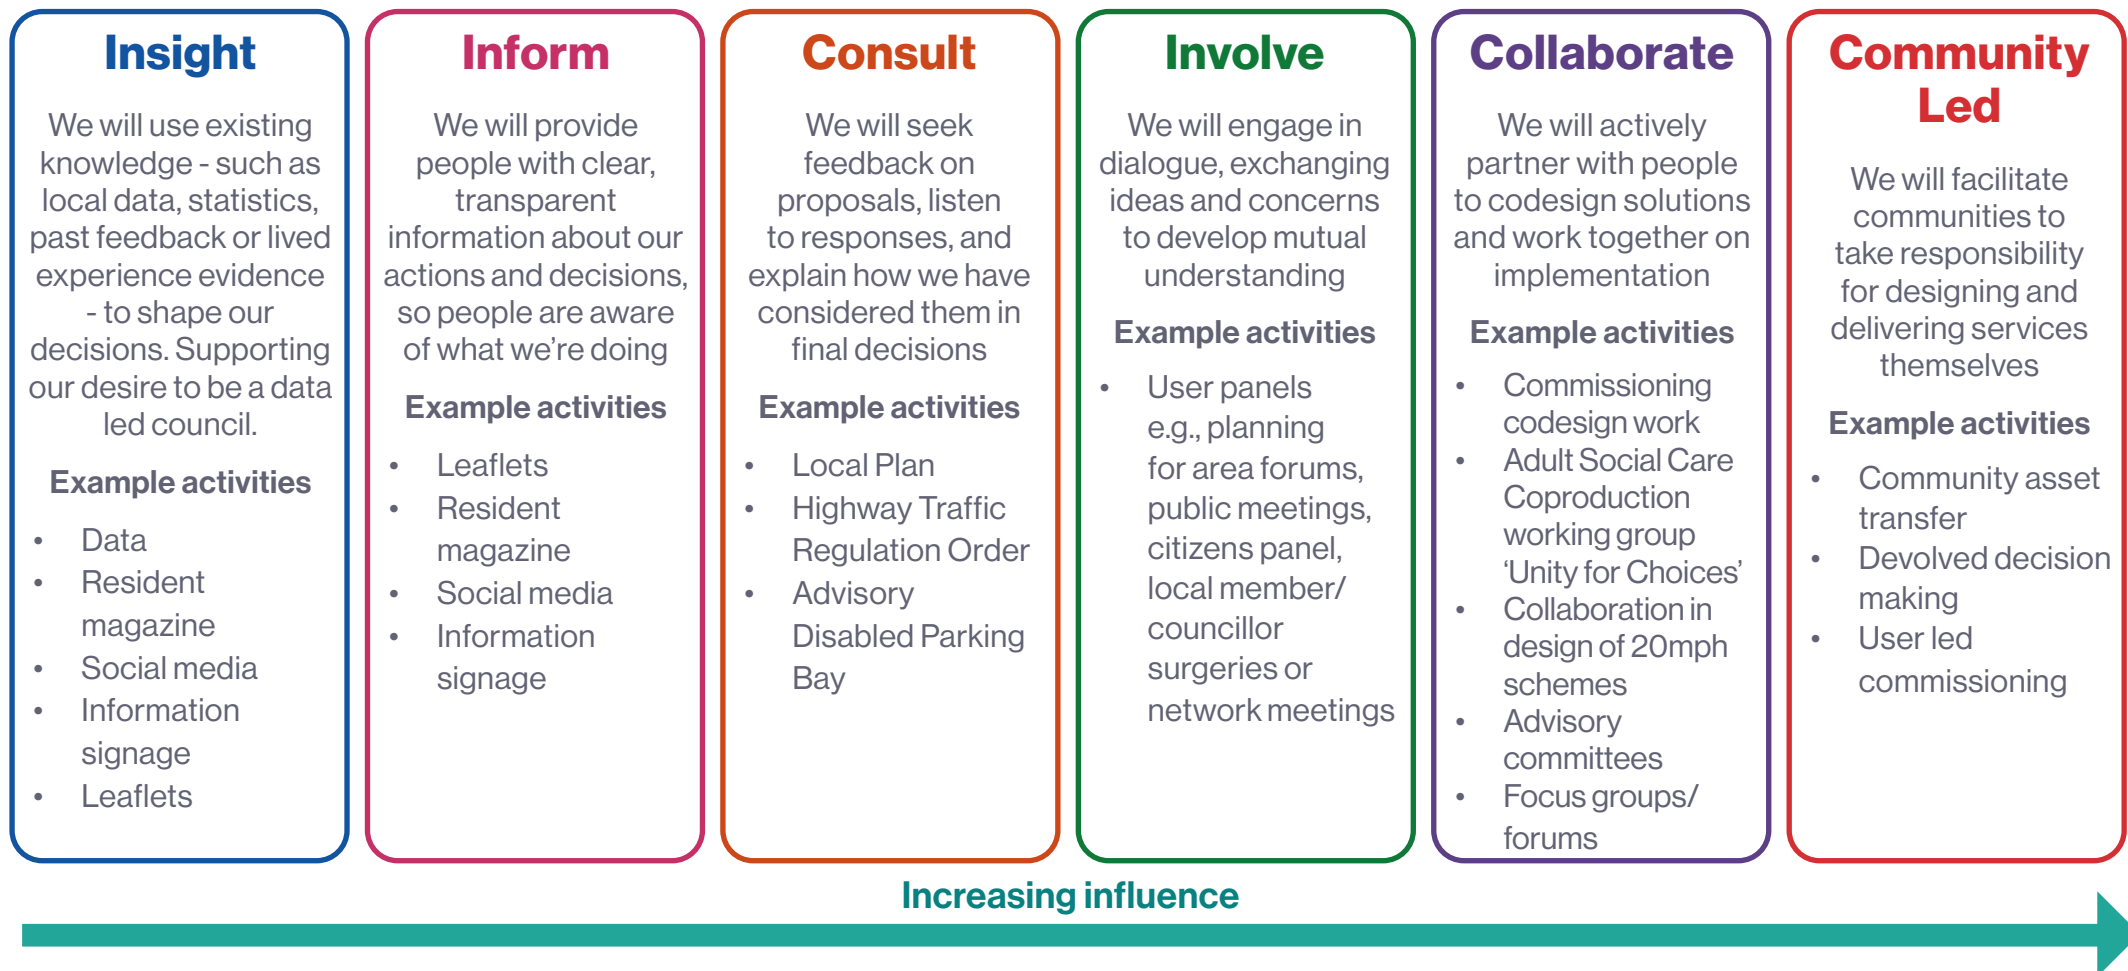 Insight
We will use existing
knowledge - such as
local data, statistics,
past feedback or lived
experience evidence
- to shape our
decisions. Supporting
our desire to be a data
led council.
Example activities
• Data
• Resident
magazine
• Social media
• Information
signage
• Leaflets
Inform
We will provide
people with clear,
transparent
information about our
actions and decisions,
so people are aware
of what we're doing
Example activities
• Leaflets
• Resident
magazine
• Social media
• Information
signage
Consult
We will seek
feedback on
proposals, listen
to responses, and
explain how we have
considered them in
final decisions
Example activities
• Local Plan
• Highway Traffic
Regulation Order
• Advisory
Disabled Parking
Bay
Involve
We will engage in
dialogue, exchanging
ideas and concerns
to develop mutual
understanding
Example activities
• User panels
e.g., planning
for area forums,
public meetings,
citizens panel,
local member/
councillor
surgeries or
network meetings
Collaborate
We will actively
partner with people
to codesign solutions
and work together on
implementation
Example activities
• Commissioning
codesign work
• Adult Social Care
Coproduction
working group
‘Unity for Choices’
• Collaboration in
design of 20mph
schemes
• Advisory
committees
• Focus groups/
forums
Community
Led
We will facilitate
communities to
take responsibility
for designing and
delivering services
themselves
Example activities
• Community asset
transfer
• Devolved decision
making
• User led
commissioning
Increasing influence